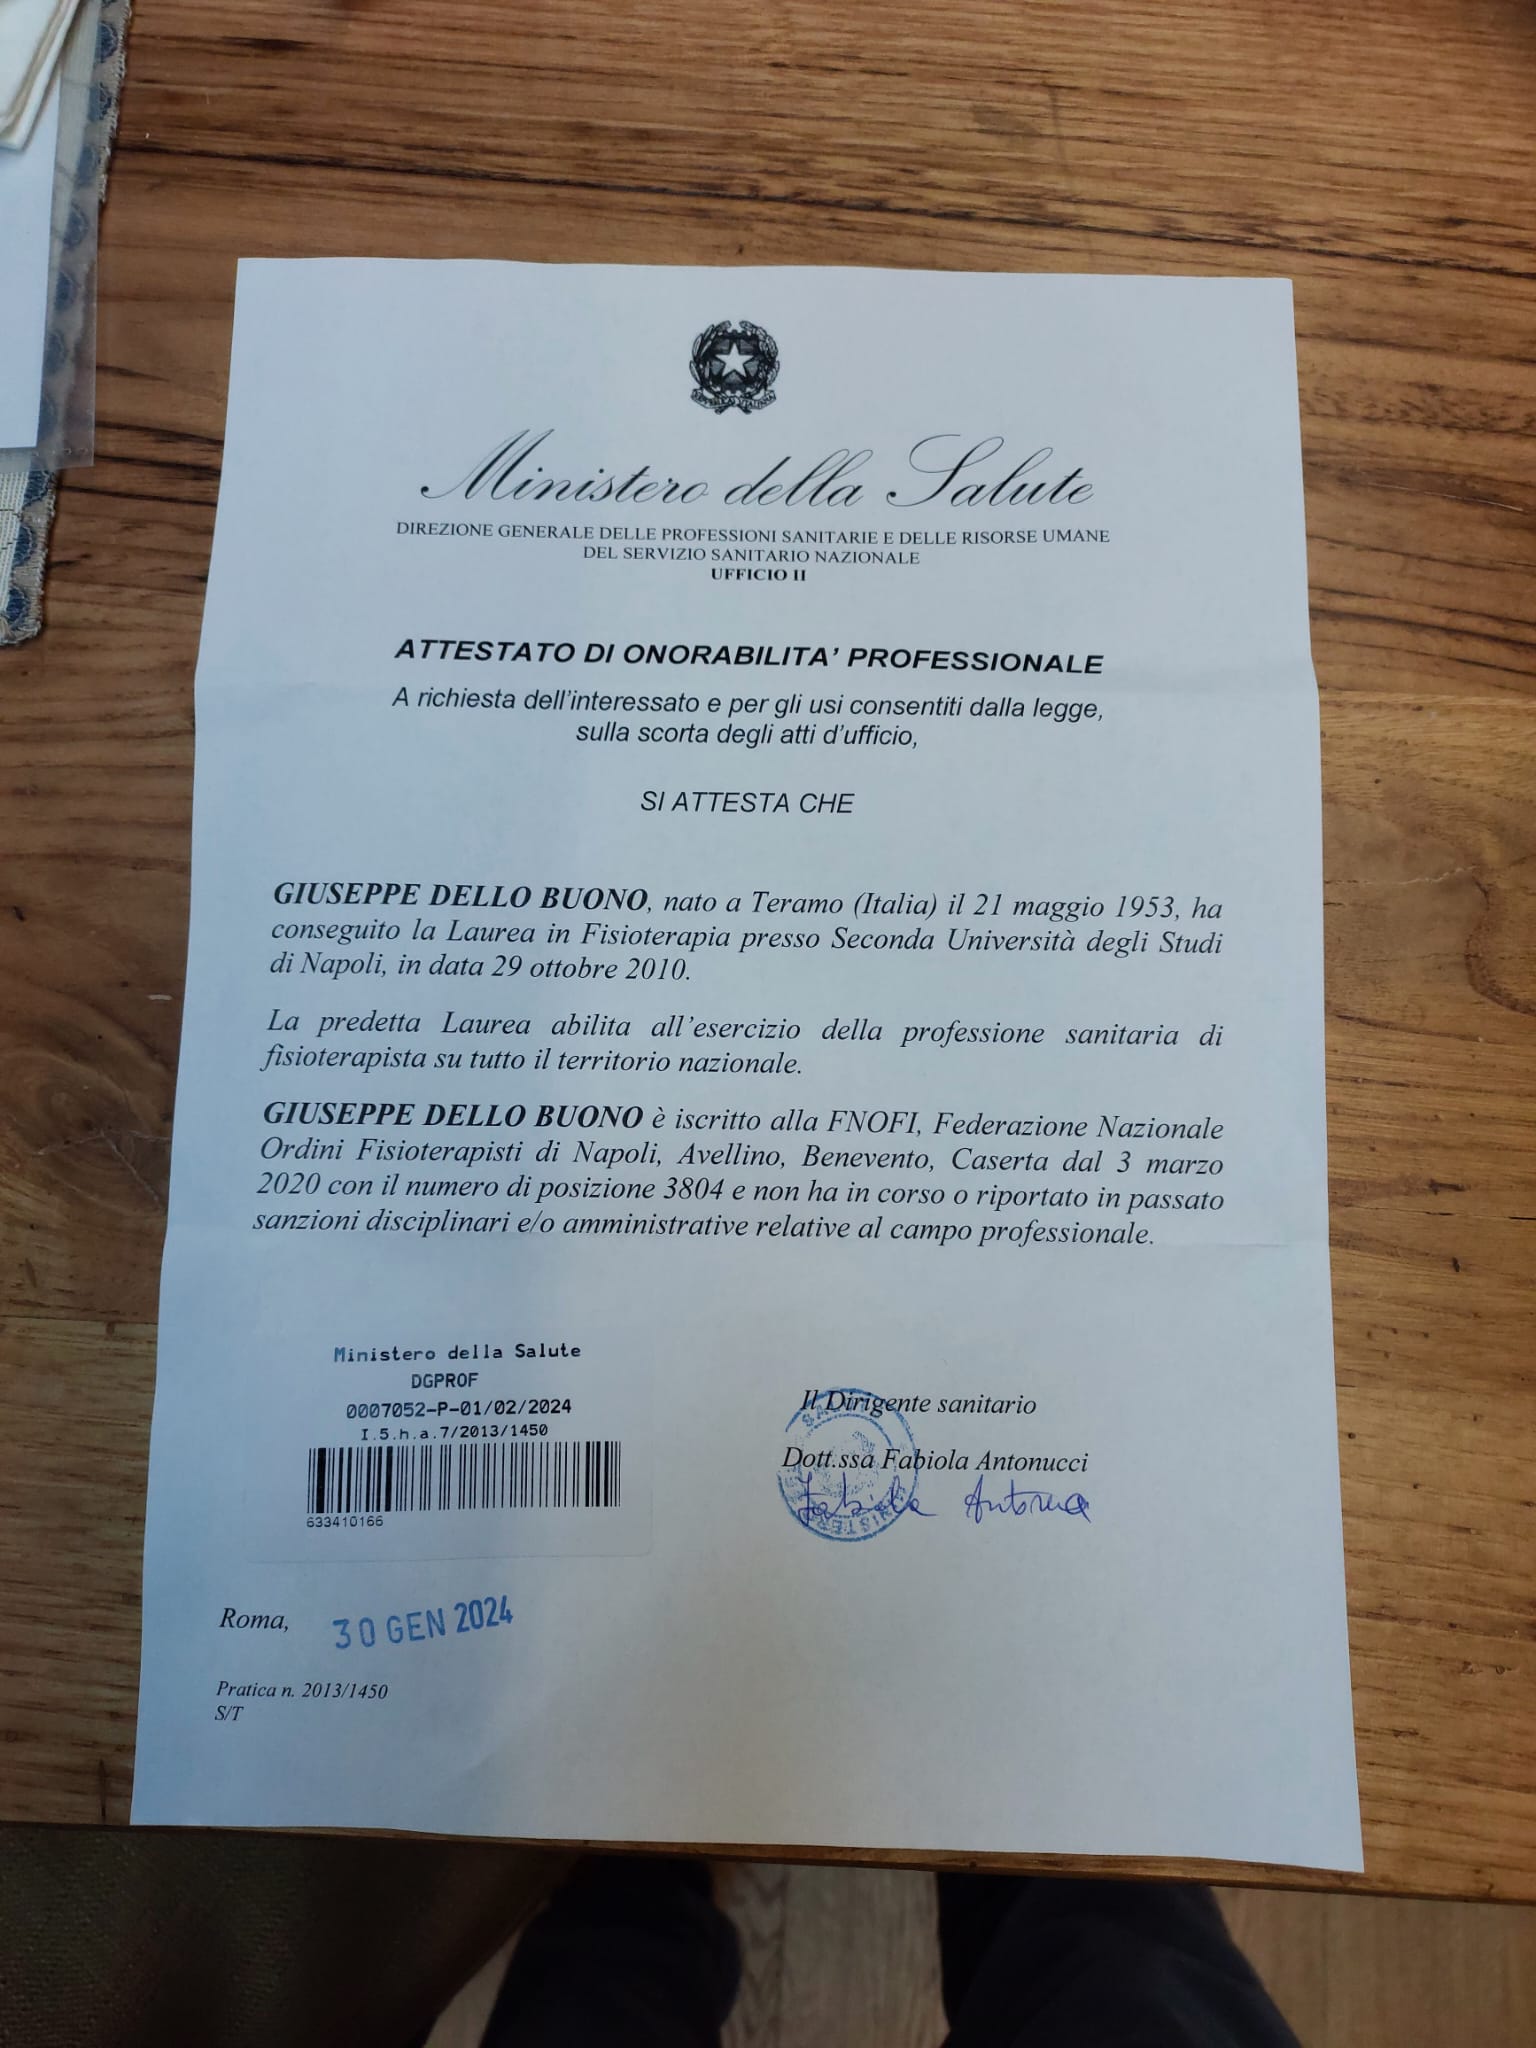 REPVBBLICA ITALIANA
Ministero della Salute
DIREZIONE GENERALE DELLE PROFESSIONI SANITARIE E DELLE RISORSE UMANE
DEL SERVIZIO SANITARIO NAZIONALE
UFFICIO II
ATTESTATO DI ONORABILITA' PROFESSIONALE
A richiesta dell'interessato e per gli usi consentiti dalla legge,
sulla scorta degli atti d'ufficio,
SI ATTESTA CHE
GIUSEPPE DELLO BUONO, nato a Teramo (Italia) il 21 maggio 1953, ha
conseguito la Laurea in Fisioterapia presso Seconda Università degli Studi
di Napoli, in data 29 ottobre 2010.
La predetta Laurea abilita all'esercizio della professione sanitaria di
fisioterapista su tutto il territorio nazionale.
GIUSEPPE DELLO BUONO è iscritto alla FNOFI, Federazione Nazionale
Ordini Fisioterapisti di Napoli, Avellino, Benevento, Caserta dal 3 marzo
2020 con il numero di posizione 3804 e non ha in corso o riportato in passato
sanzioni disciplinari e/o amministrative relative al campo professionale.
Ministero della Salute
DGPROF
0007052-P-01/02/2024
I.5.h.a.7/2013/1450
633410166
Il Dirigente sanitario
Dott.ssa Fabiola Antonucci
Roma, 30 GEN 2024
Pratica n. 2013/1450
S/T